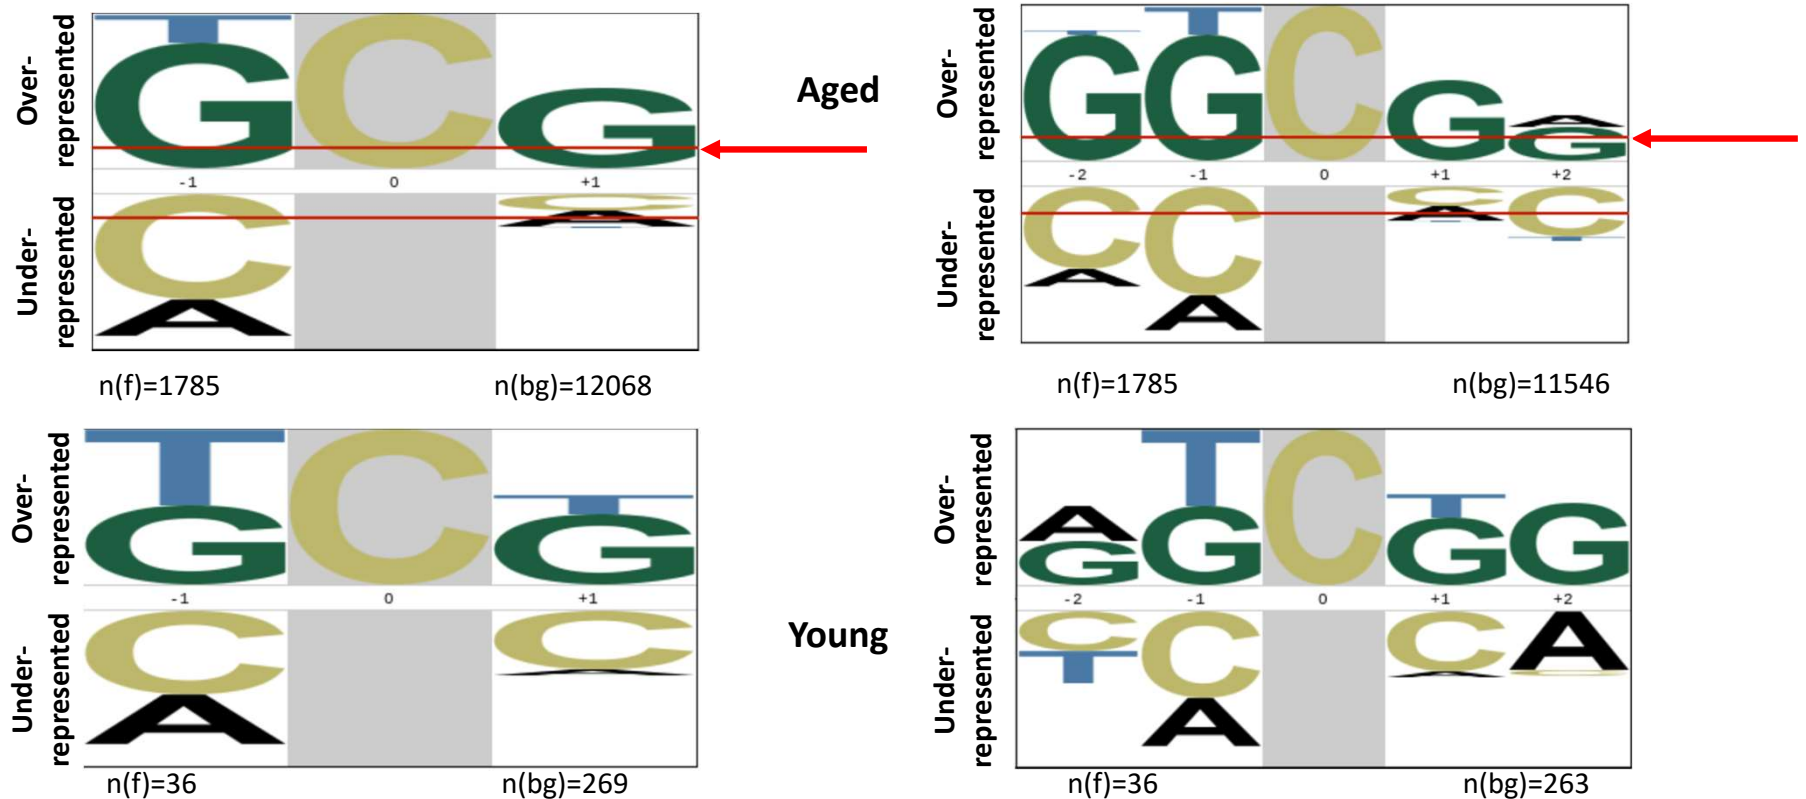 Over-
represented
T
G
C
G
-1
0
+1
Under-
represented
C
A
C
A
T
n(f)=1785
n(bg)=12068
Aged
Over-
represented
T
G
T
G
C
G
A
G
-2
-1
0
+1
+2
Under-
represented
C
A
C
A
C
A
T
C
T
n(f)=1785
n(bg)=11546
Over-
represented
T
G
C
T
G
-1
0
+1
Under-
represented
C
A
C
A
n(f)=36
n(bg)=269
Young
Over-
represented
A
G
T
G
C
T
G
G
-2
-1
0
+1
+2
Under-
represented
C
T
C
A
C
A
A
C
n(f)=36
n(bg)=263